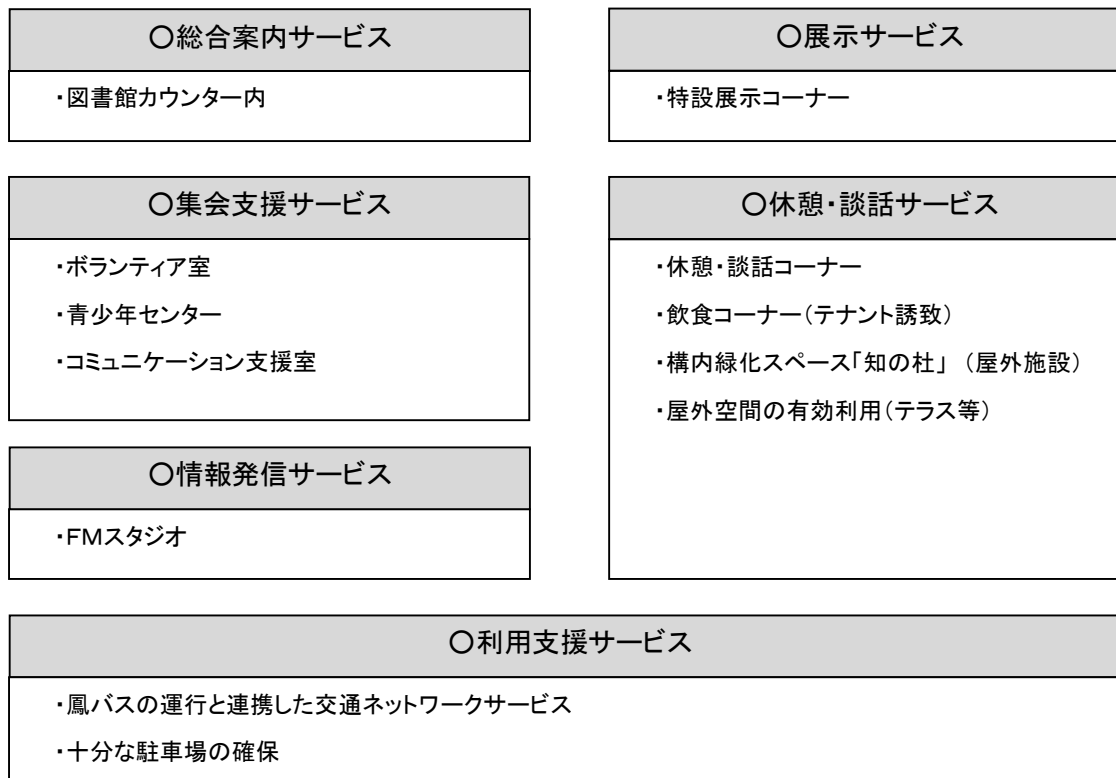 ○総合案内サービス
・図書館カウンター内
○展示サービス
・特設展示コーナー
○集会支援サービス
・ボランティア室
・青少年センター
・コミュニケーション支援室
○休憩・談話サービス
・休憩・談話コーナー
・飲食コーナー(テナント誘致)
・構内緑化スペース「知の杜」 (屋外施設)
・屋外空間の有効利用(テラス等)
○情報発信サービス
・FMスタジオ
○利用支援サービス
・鳳バスの運行と連携した交通ネットワークサービス
・十分な駐車場の確保